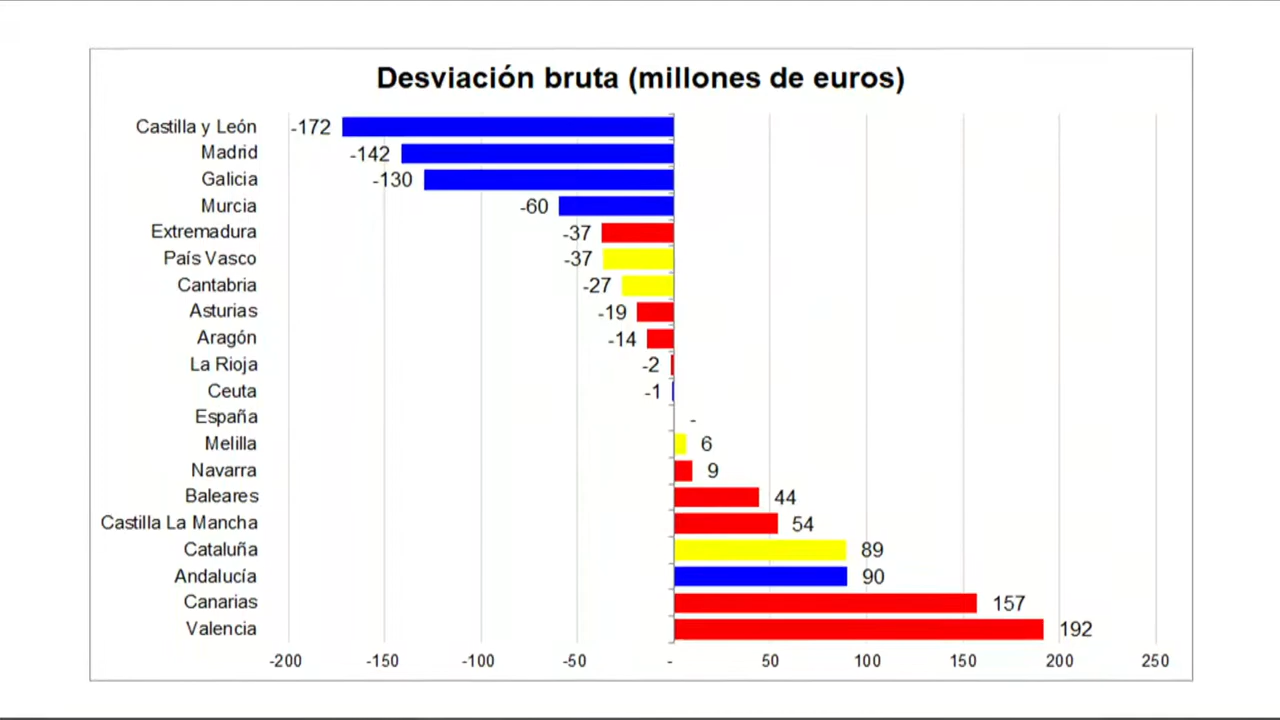 Desviación bruta (millones de euros)
Castilla y León -172
Madrid -142
Galicia -130
Murcia -60
Extremadura -37
País Vasco -37
Cantabria -27
Asturias -19
Aragón -14
La Rioja -2
Ceuta -1
España -
Melilla 6
Navarra 9
Baleares 44
Castilla La Mancha 54
Cataluña 89
Andalucía 90
Canarias 157
Valencia 192
-200 -150 -100 -50 - 50 100 150 200 250